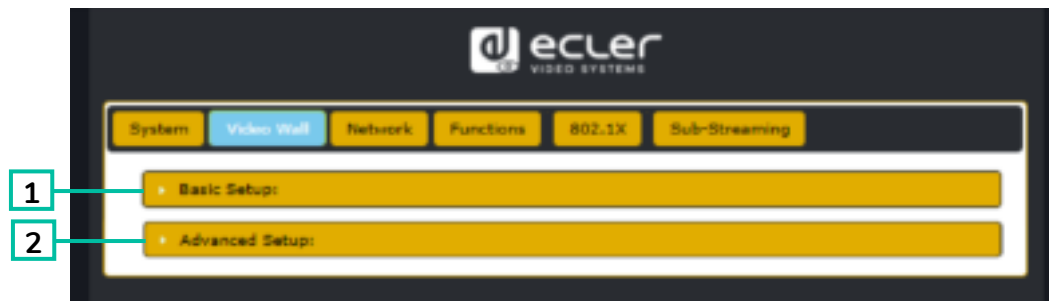 ecler
VIDEO SYSTEMS
System Video Wall Network Functions 802.1X Sub-Streaming
1 Basic Setup:
2 Advanced Setup: